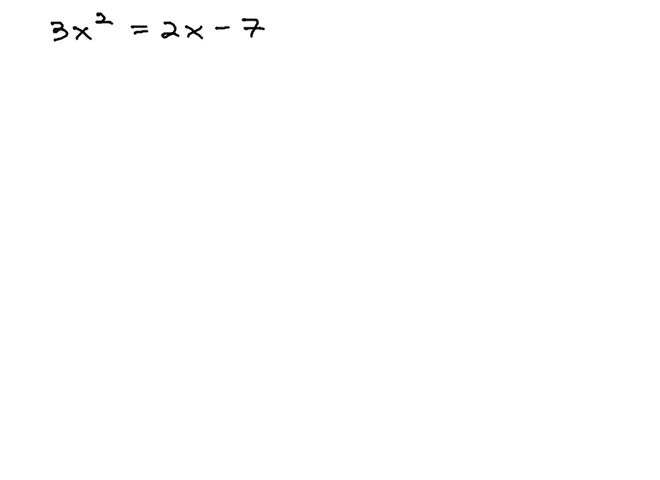 3x² = 2x - 7